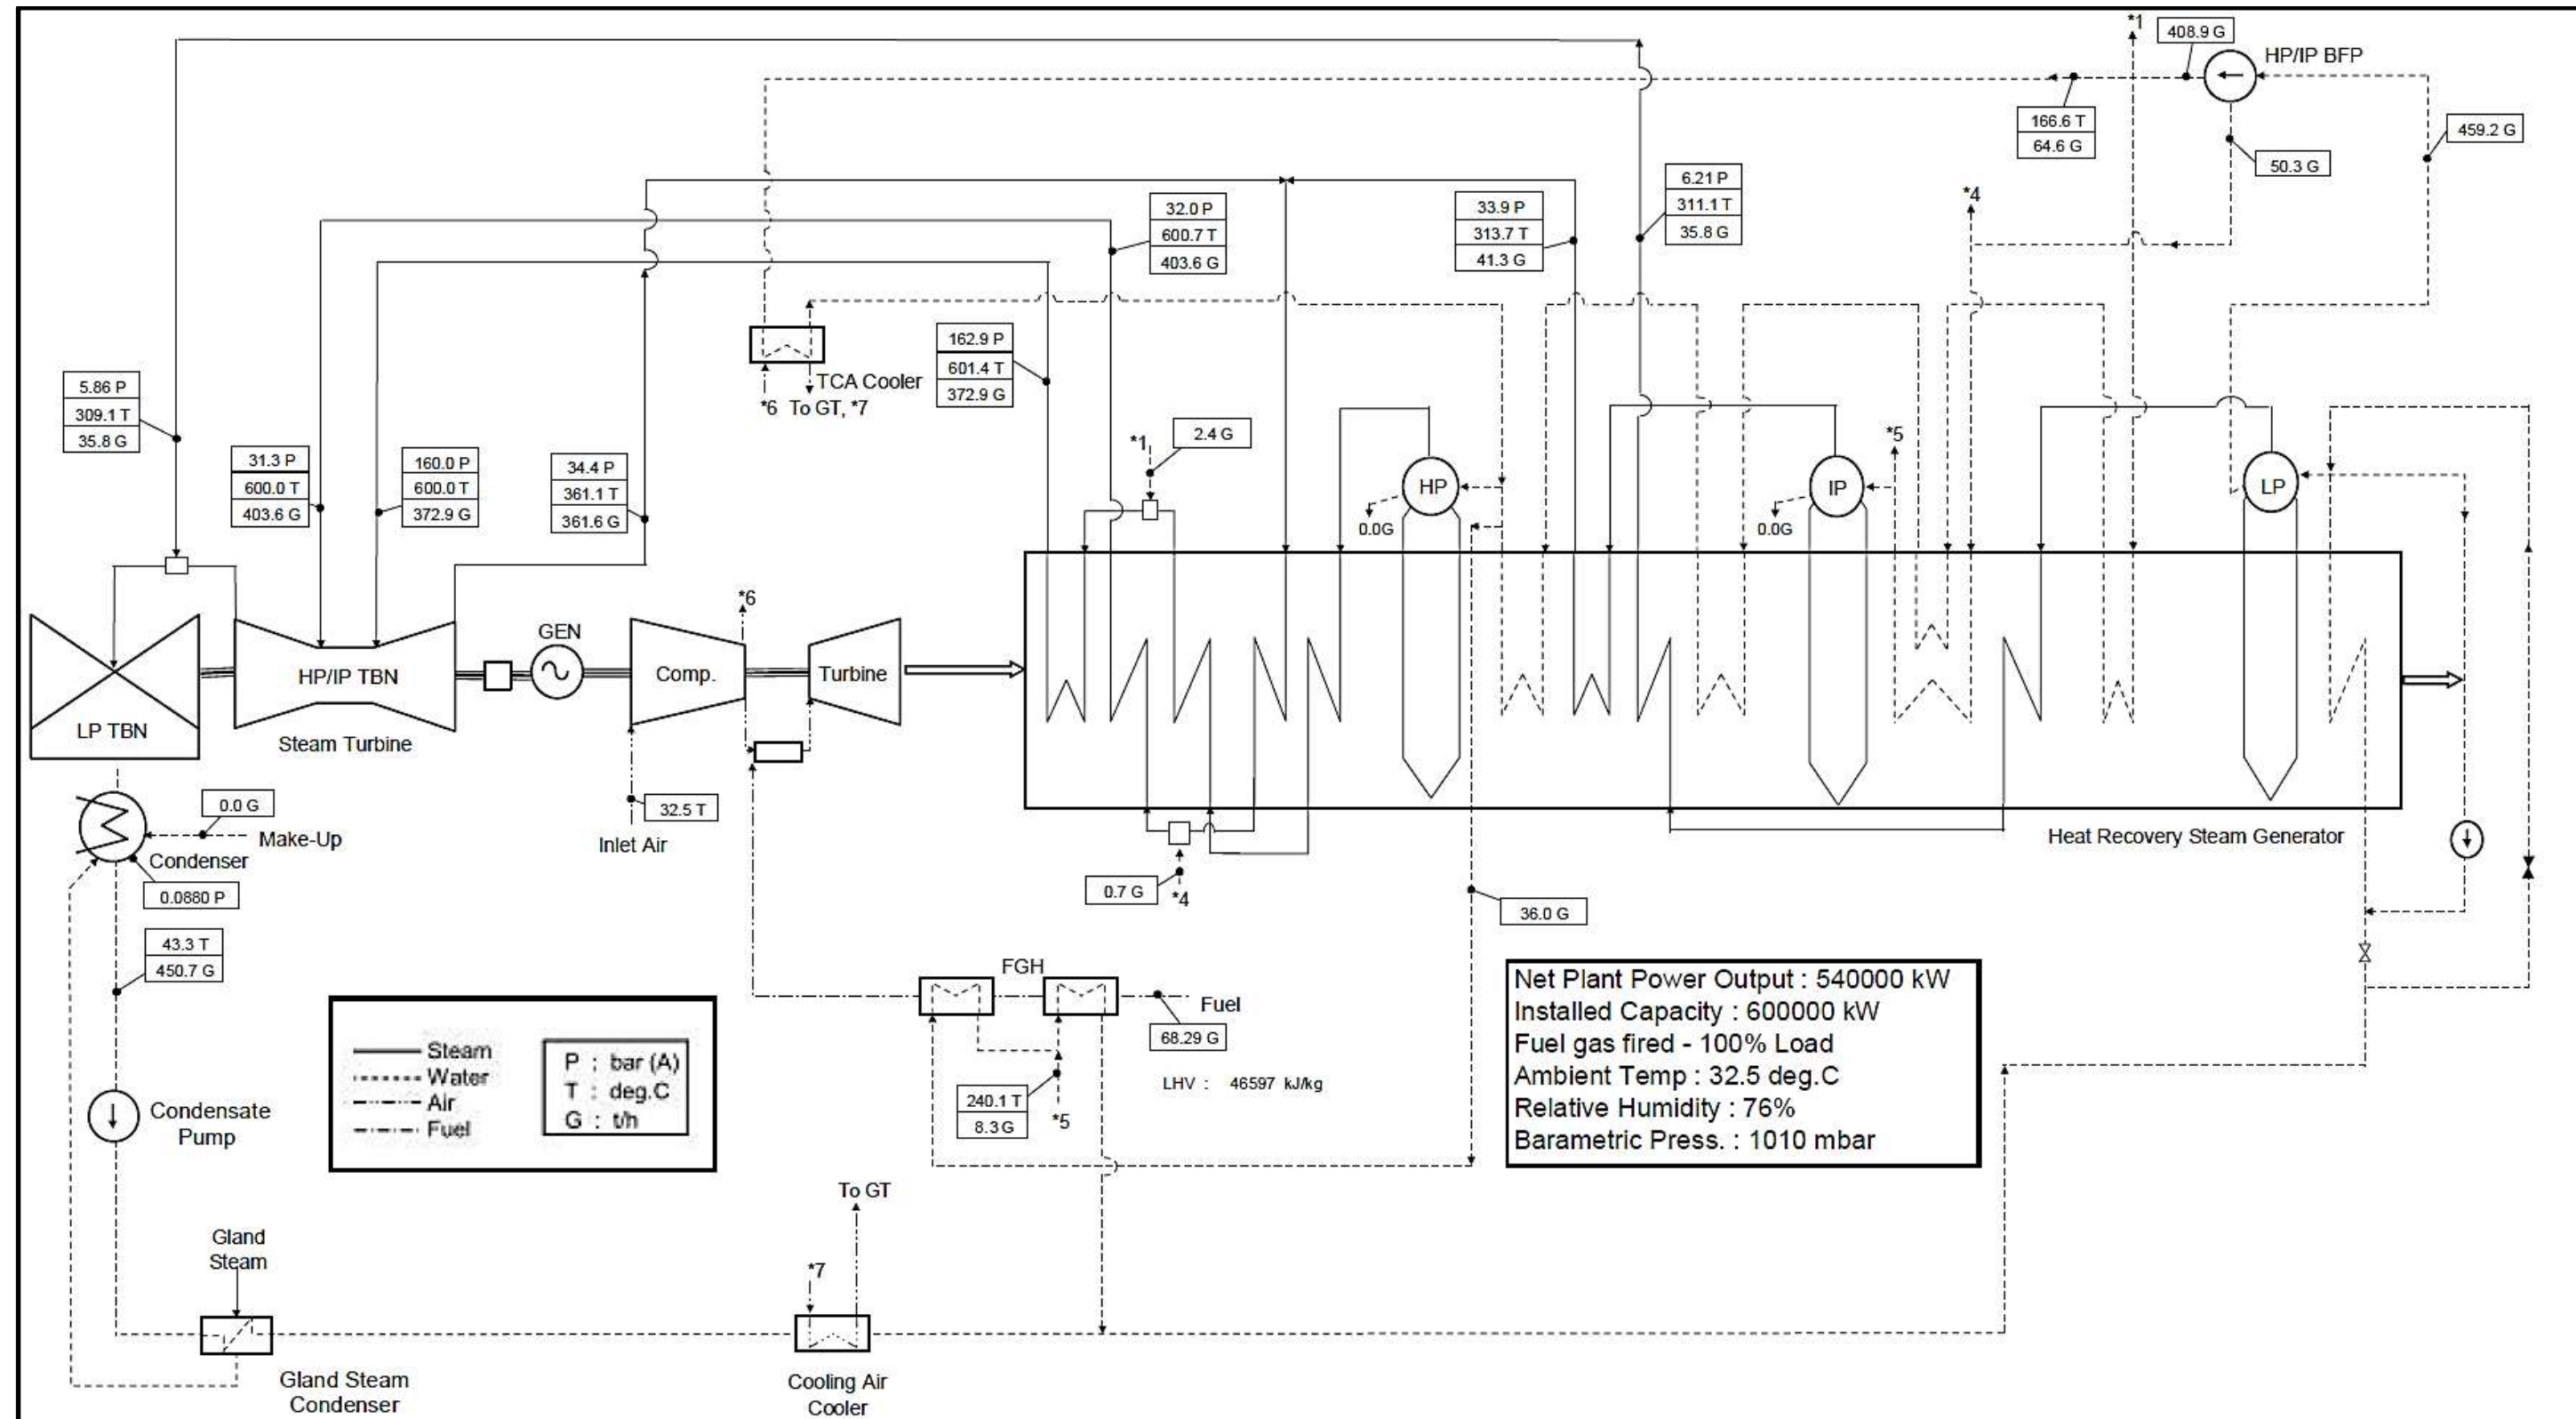 *1
408.9 G
HP/IP BFP
166.6 T
64.6 G
459.2 G
50.3 G
*4
6.21 P
311.1 T
35.8 G
33.9 P
313.7 T
41.3 G
32.0 P
600.7 T
403.6 G
162.9 P
601.4 T
372.9 G
TCA Cooler
*6 To GT, *7
5.86 P
309.1 T
35.8 G
31.3 P
600.0 T
403.6 G
160.0 P
600.0 T
372.9 G
34.4 P
361.1 T
361.6 G
*1
2.4 G
HP
0.0G
*5
IP
0.0G
LP
*6
GEN
LP TBN
HP/IP TBN
Steam Turbine
Comp.
Turbine
32.5 T
Inlet Air
0.0 G
Make-Up
Condenser
0.0880 P
43.3 T
450.7 G
0.7 G
*4
36.0 G
Heat Recovery Steam Generator
FGH
Fuel
68.29 G
LHV : 46597 kJ/kg
240.1 T
8.3 G
*5
Net Plant Power Output : 540000 kW
Installed Capacity : 600000 kW
Fuel gas fired - 100% Load
Ambient Temp : 32.5 deg.C
Relative Humidity : 76%
Barametric Press. : 1010 mbar
Steam
Water
Air
Fuel
P : bar (A)
T : deg.C
G : t/h
Condensate
Pump
Gland
Steam
Gland Steam
Condenser
To GT
*7
Cooling Air
Cooler